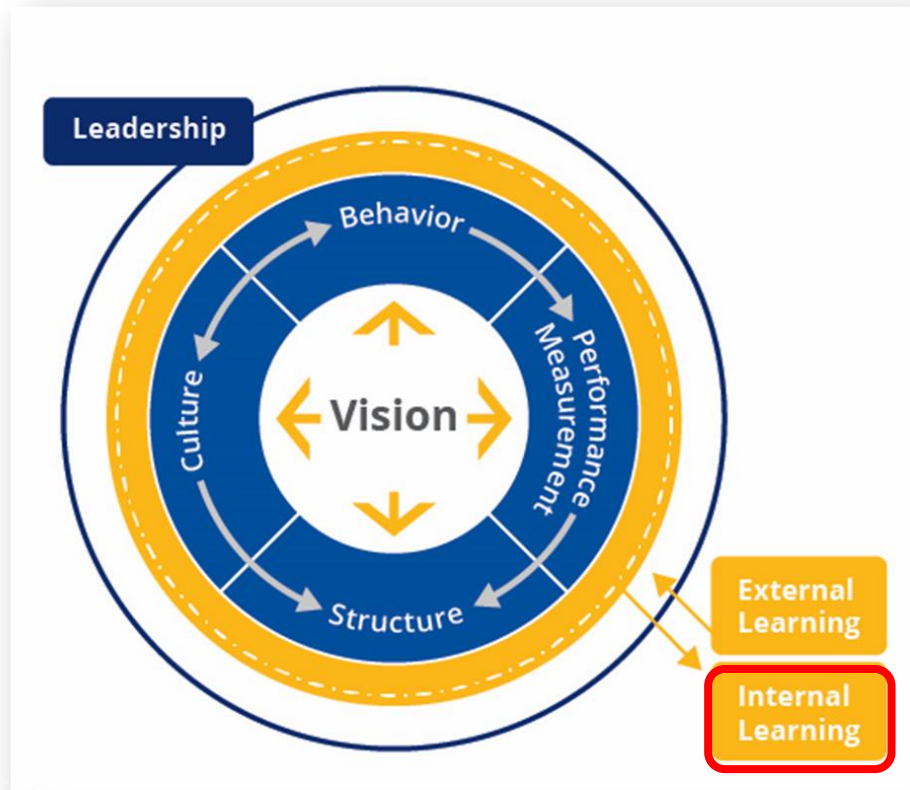 Leadership
Behavior
Performance
Measurement
Culture
Vision
Structure
External
Learning
Internal
Learning